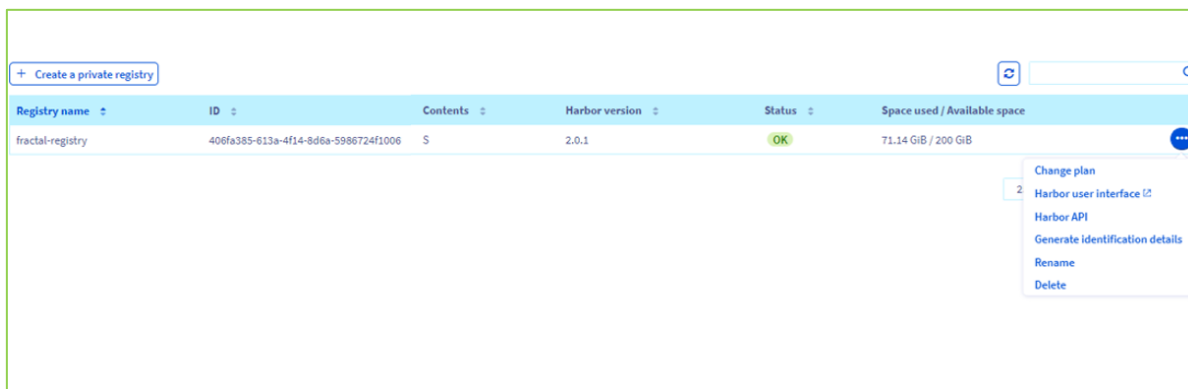 + Create a private registry
Registry name ID Contents Harbor version Status Space used / Available space
fractal-registry 406fa385-613a-4f14-8d6a-5986724f1006 S 2.0.1 OK 71.14 GiB / 200 GiB
Change plan
2
Harbor user interface
Harbor API
Generate identification details
Rename
Delete